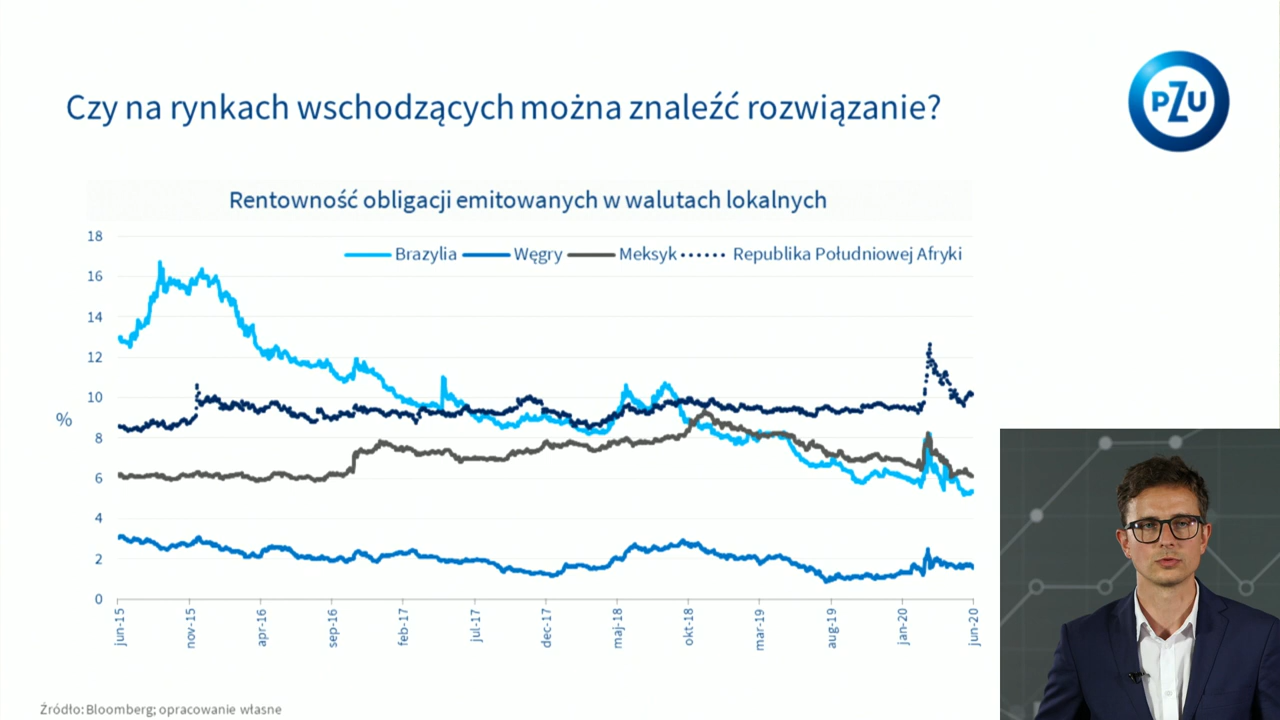 Czy na rynkach wschodzących można znaleźć rozwiązanie?
PZU
Rentowność obligacji emitowanych w walutach lokalnych
Brazylia Węgry Meksyk Republika Południowej Afryki
18
16
14
12
10
8
6
4
2
0
%
jun-15 nov-15 apr-16 sep-16 feb-17 jul-17 dec-17 maj-18 okt-18 mar-19 aug-19 jan-20 jun-20
Źródło: Bloomberg; opracowanie własne